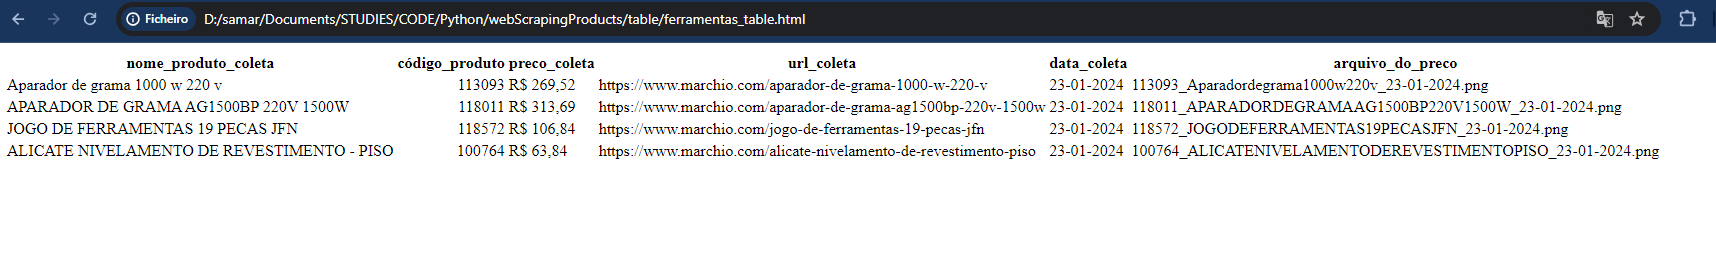 Ficheiro D:/samar/Documents/STUDIES/CODE/Python/webScrapingProducts/table/ferramentas_table.html
nome_produto_coleta código_produto preco_coleta url_coleta data_coleta arquivo_do_preco
Aparador de grama 1000 w 220 v 113093 R$ 269,52 https://www.marchio.com/aparador-de-grama-1000-w-220-v 23-01-2024 113093_Aparadordegrama1000w220v_23-01-2024.png
APARADOR DE GRAMA AG1500BP 220V 1500W 118011 R$ 313,69 https://www.marchio.com/aparador-de-grama-ag1500bp-220v-1500w 23-01-2024 118011_APARADORDEGRAMAAG1500BP220V1500W_23-01-2024.png
JOGO DE FERRAMENTAS 19 PECAS JFN 118572 R$ 106,84 https://www.marchio.com/jogo-de-ferramentas-19-pecas-jfn 23-01-2024 118572_JOGODEFERRAMENTAS19PECASJFN_23-01-2024.png
ALICATE NIVELAMENTO DE REVESTIMENTO - PISO 100764 R$ 63,84 https://www.marchio.com/alicate-nivelamento-de-revestimento-piso 23-01-2024 100764_ALICATENIVELAMENTODEREVESTIMENTOPISO_23-01-2024.png